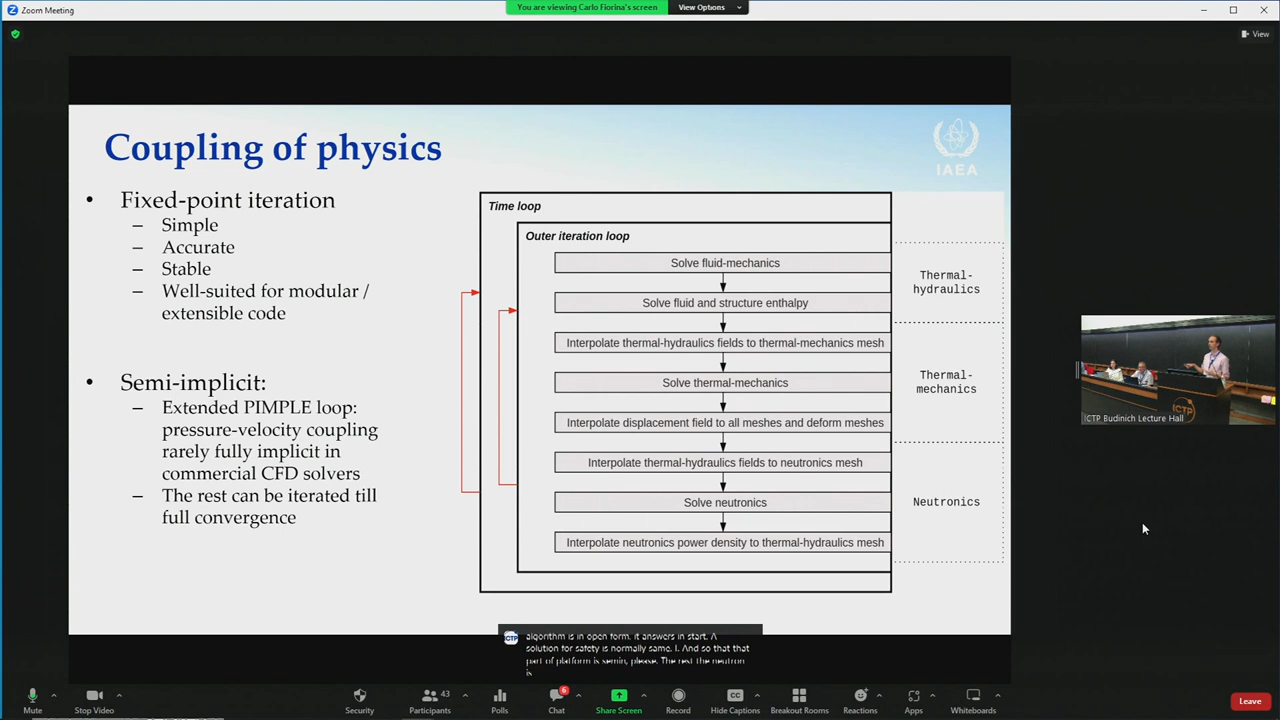 Zoom Meeting
You are viewing Carlo Fiorina's screen
View Options
View
Coupling of physics
IAEA
• Fixed-point iteration
– Simple
– Accurate
– Stable
– Well-suited for modular /
extensible code
• Semi-implicit:
– Extended PIMPLE loop:
pressure-velocity coupling
rarely fully implicit in
commercial CFD solvers
– The rest can be iterated till
full convergence
Time loop
Outer iteration loop
Solve fluid-mechanics
Solve fluid and structure enthalpy
Interpolate thermal-hydraulics fields to thermal-mechanics mesh
Solve thermal-mechanics
Interpolate displacement field to all meshes and deform meshes
Interpolate thermal-hydraulics fields to neutronics mesh
Solve neutronics
Interpolate neutronics power density to thermal-hydraulics mesh
Thermal-
hydraulics
Thermal-
mechanics
Neutronics
ICTP
ICTP Budinich Lecture Hall
ICTP
algorithm is in open form, it answers in start. A
solution for safety is normally same. I. And so that that
part of platform is semin, please. The rest the neutron
is
Mute
Stop Video
Security
43
Participants
Polls
6
Chat
Share Screen
Record
CC
Hide Captions
Breakout Rooms
Reactions
Apps
Whiteboards
Leave